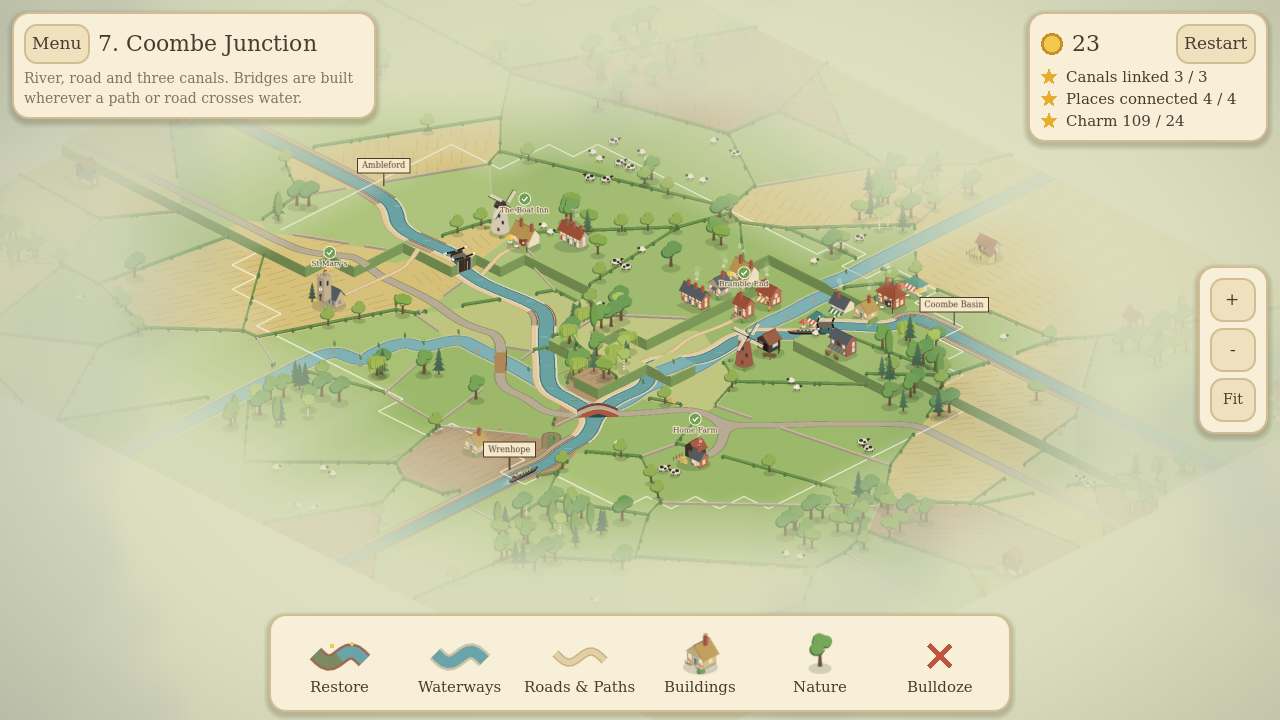 Menu
7. Coombe Junction
River, road and three canals. Bridges are built
wherever a path or road crosses water.
23
Restart
Canals linked 3 / 3
Places connected 4 / 4
Charm 109 / 24
Ambleford
The Boat Inn
St Mary's
Bramble End
Coombe Basin
Home Farm
Wrenhope
+
-
Fit
Restore
Waterways
Roads & Paths
Buildings
Nature
Bulldoze